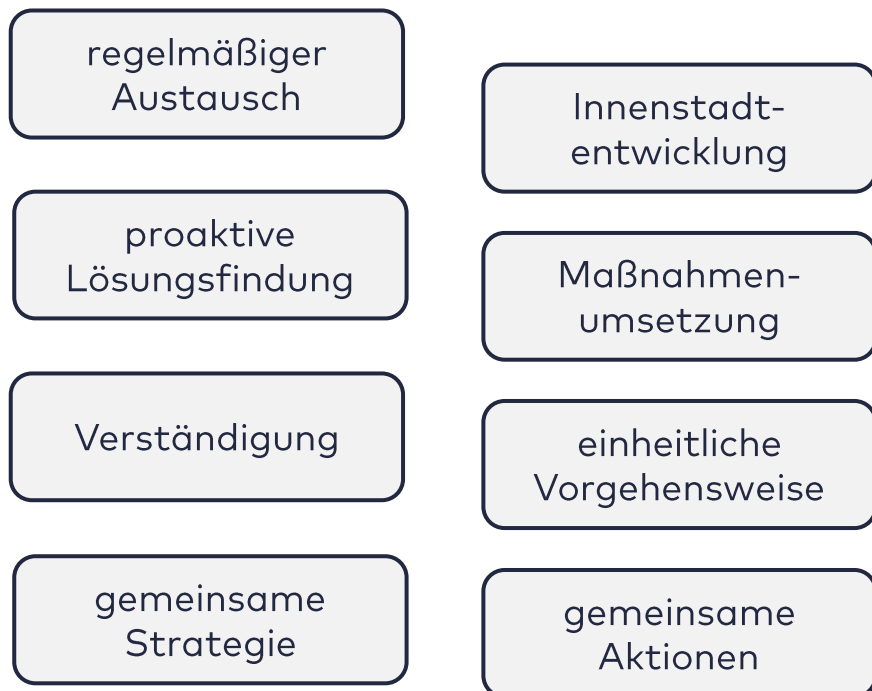 regelmäßiger
Austausch
proaktive
Lösungsfindung
Verständigung
gemeinsame
Strategie
Innenstadt-
entwicklung
Maßnahmen-
umsetzung
einheitliche
Vorgehensweise
gemeinsame
Aktionen